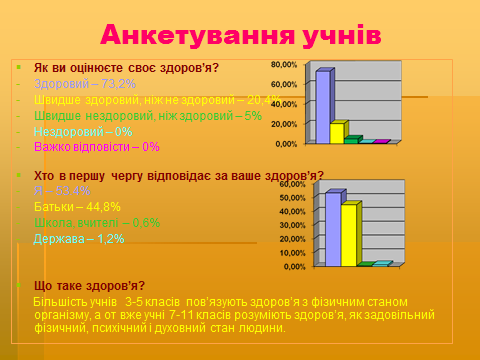 Анкетування учнів
Як ви оцінюєте своє здоров'я?
- Здоровий – 73,2%
- Швидше здоровий, ніж не здоровий – 20,4%
- Швидше нездоровий, ніж здоровий – 5%
- Нездоровий – 0%
- Важко відповісти – 0%
80,00%
60,00%
40,00%
20,00%
0,00%
Хто в першу чергу відповідає за ваше здоров'я?
Я - 53,4%
Батьки – 44,8%
Школа, вчителі – 0,6%
Держава – 1,2%
60,00%
50,00%
40,00%
30,00%
20,00%
10,00%
0,00%
Що таке здоров'я?
Більшість учнів 3-5 класів пов'язують здоров'я з фізичним станом
організму, а от вже учні 7-11 класів розуміють здоров'я, як задовільний
фізичний, психічний і духовний стан людини.